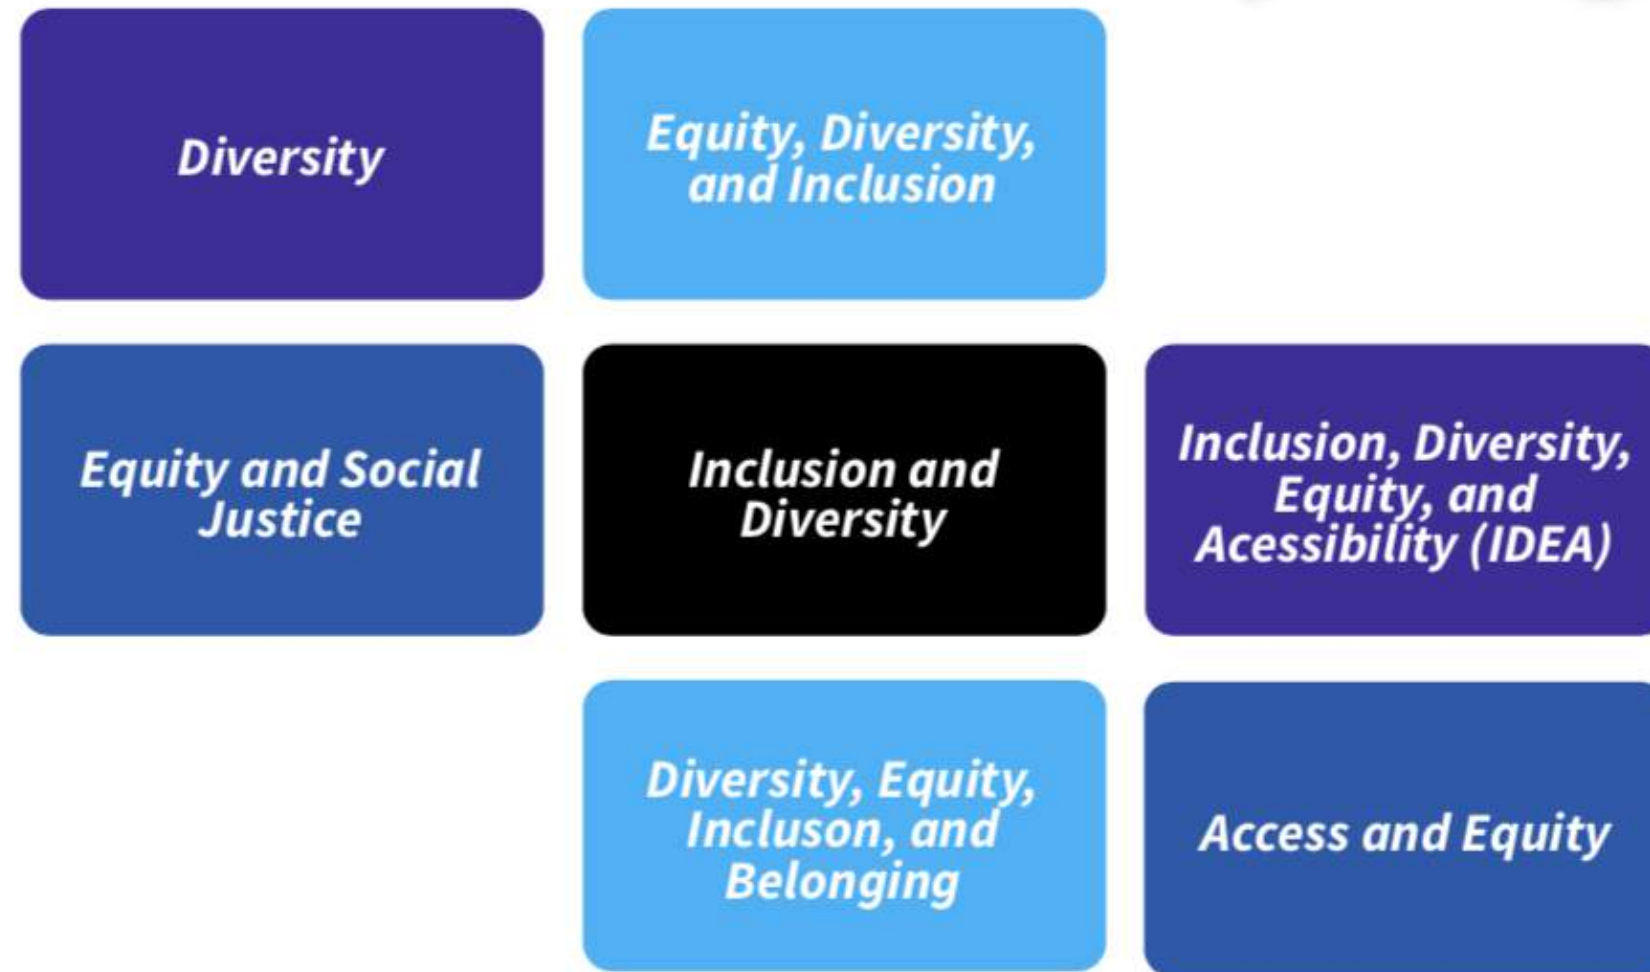 Diversity
Equity, Diversity,
and Inclusion
Equity and Social
Justice
Inclusion and
Diversity
Inclusion, Diversity,
Equity, and
Acessibility (IDEA)
Diversity, Equity,
Incluson, and
Belonging
Access and Equity